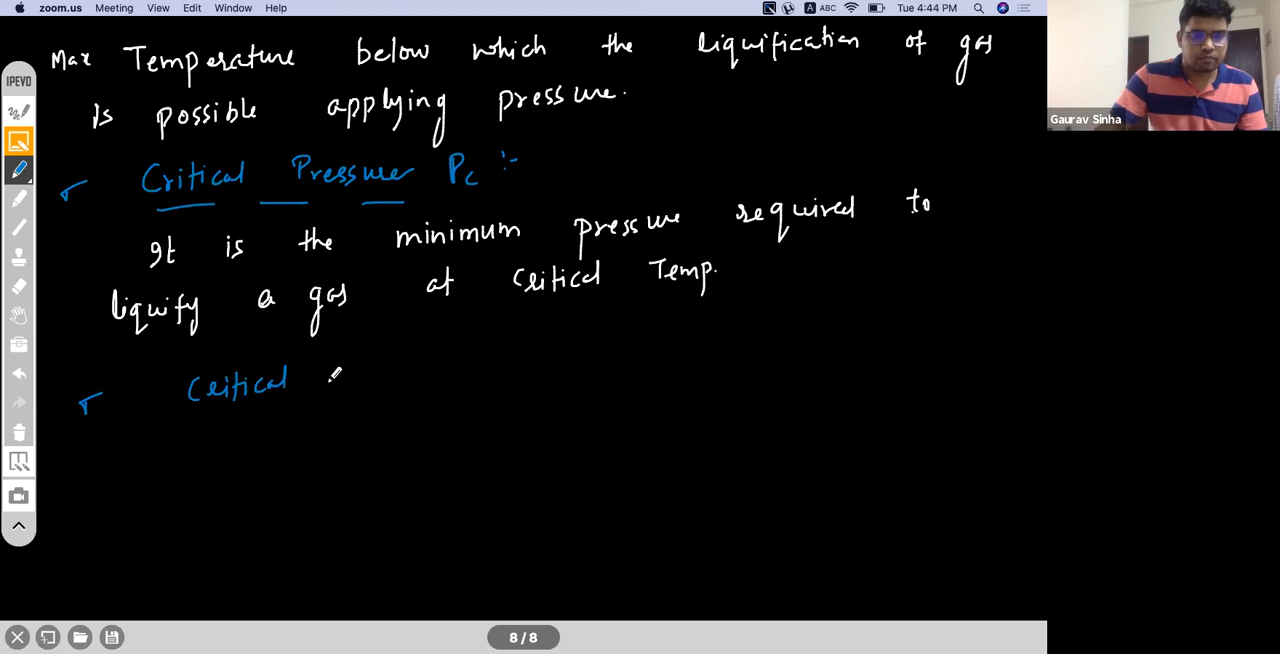 zoom.us Meeting View Edit Window Help
A ABC Tue 4:44 PM
Max Temperature below which the liquification of gas
is possible applying pressure.
IPEVO
Gaurav Sinha
Critical Pressure Pc :-
It is the minimum pressure required to
liquify a gas at Critical Temp.
Critical
8 / 8